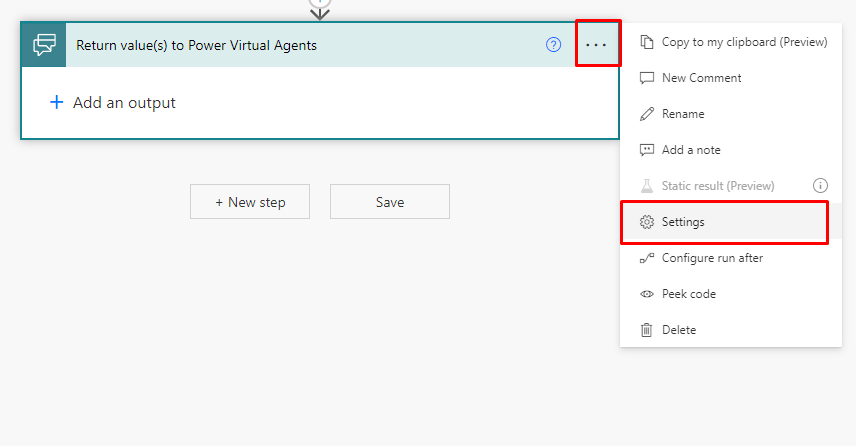 Return value(s) to Power Virtual Agents
+ Add an output
+ New step
Save
Copy to my clipboard (Preview)
New Comment
Rename
Add a note
Static result (Preview)
Settings
Configure run after
Peek code
Delete